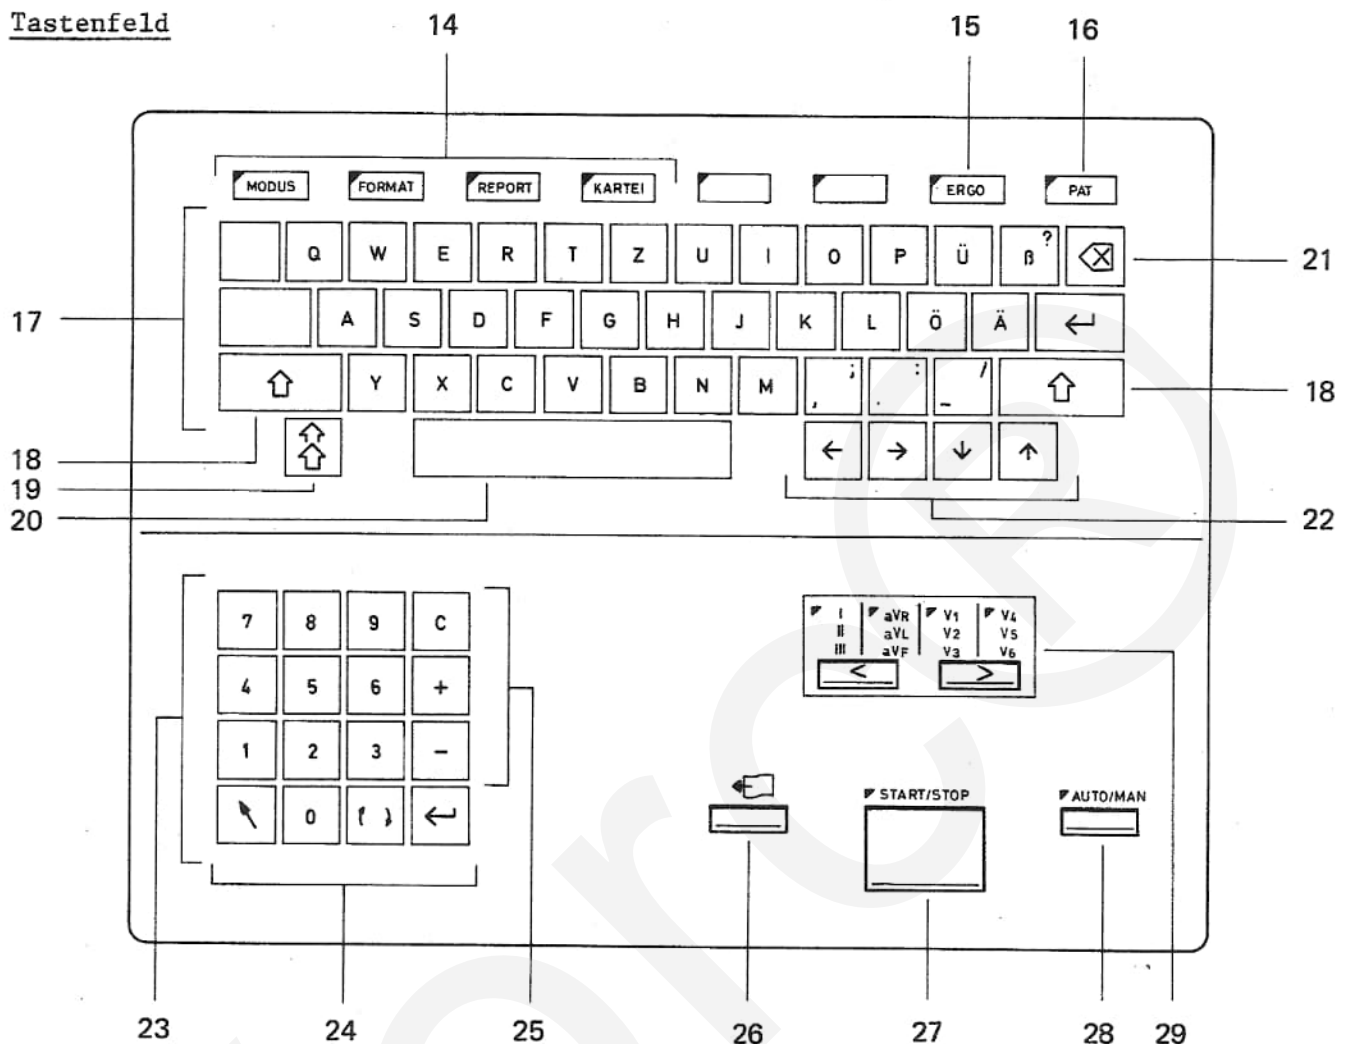 Tastenfeld
14 15 16
MODUS FORMAT REPORT KARTEI ERGO PAT
Q W E R T Z U I O P Ü ß ?
21
17
A S D F G H J K L Ö Ä
Y X C V B N M , ; . : _ /
18
18
19
20
22
7 8 9 C
4 5 6 +
1 2 3 -
0 ( )
I aVR V1 V4
II aVL V2 V5
III aVF V3 V6
< >
29
START/STOP AUTO/MAN
23 24 25 26 27 28 29